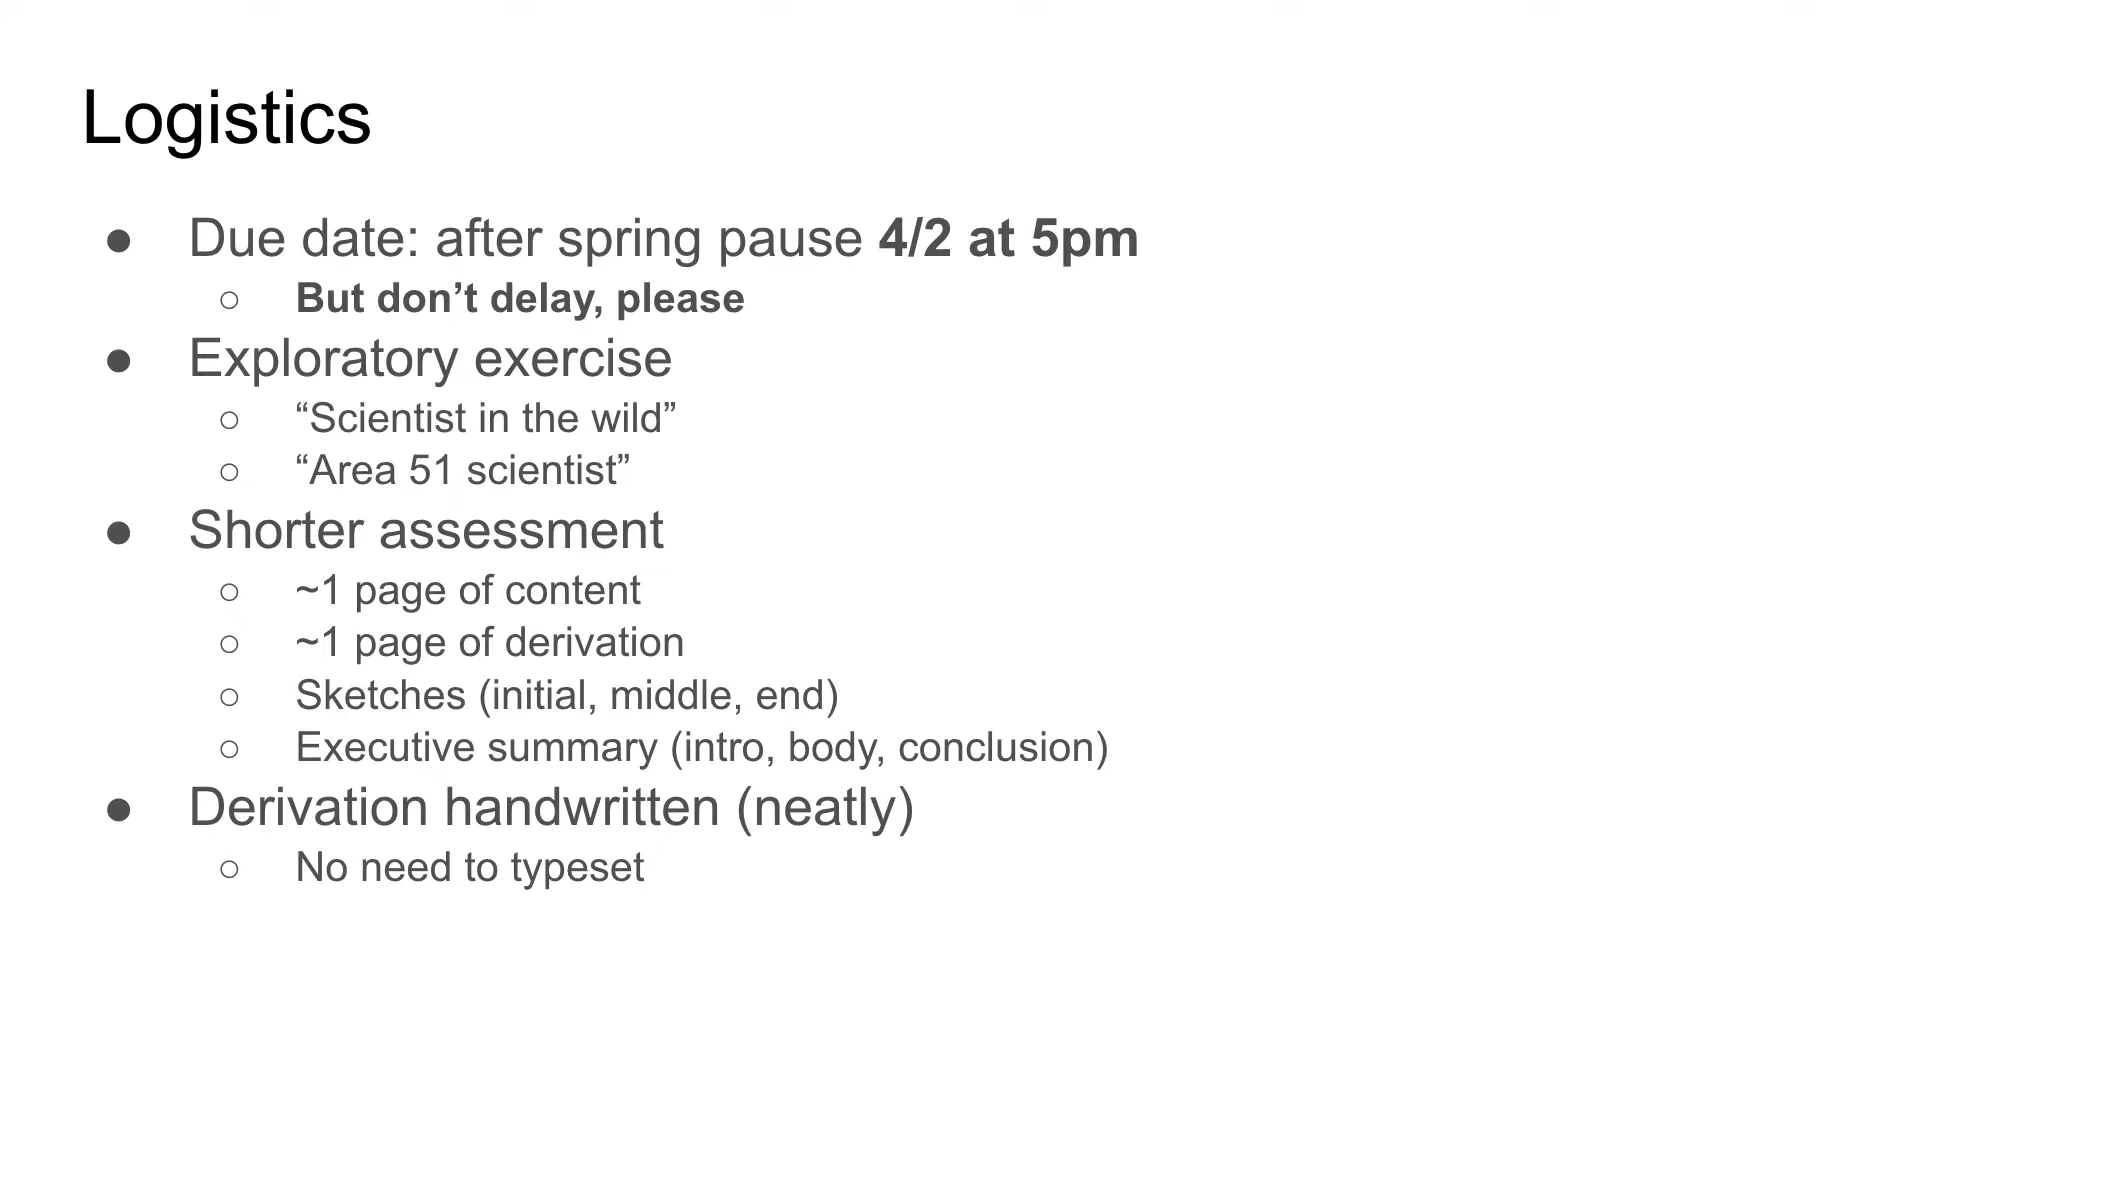 Logistics
● Due date: after spring pause 4/2 at 5pm
○ But don’t delay, please
● Exploratory exercise
○ “Scientist in the wild”
○ “Area 51 scientist”
● Shorter assessment
○ ~1 page of content
○ ~1 page of derivation
○ Sketches (initial, middle, end)
○ Executive summary (intro, body, conclusion)
● Derivation handwritten (neatly)
○ No need to typeset